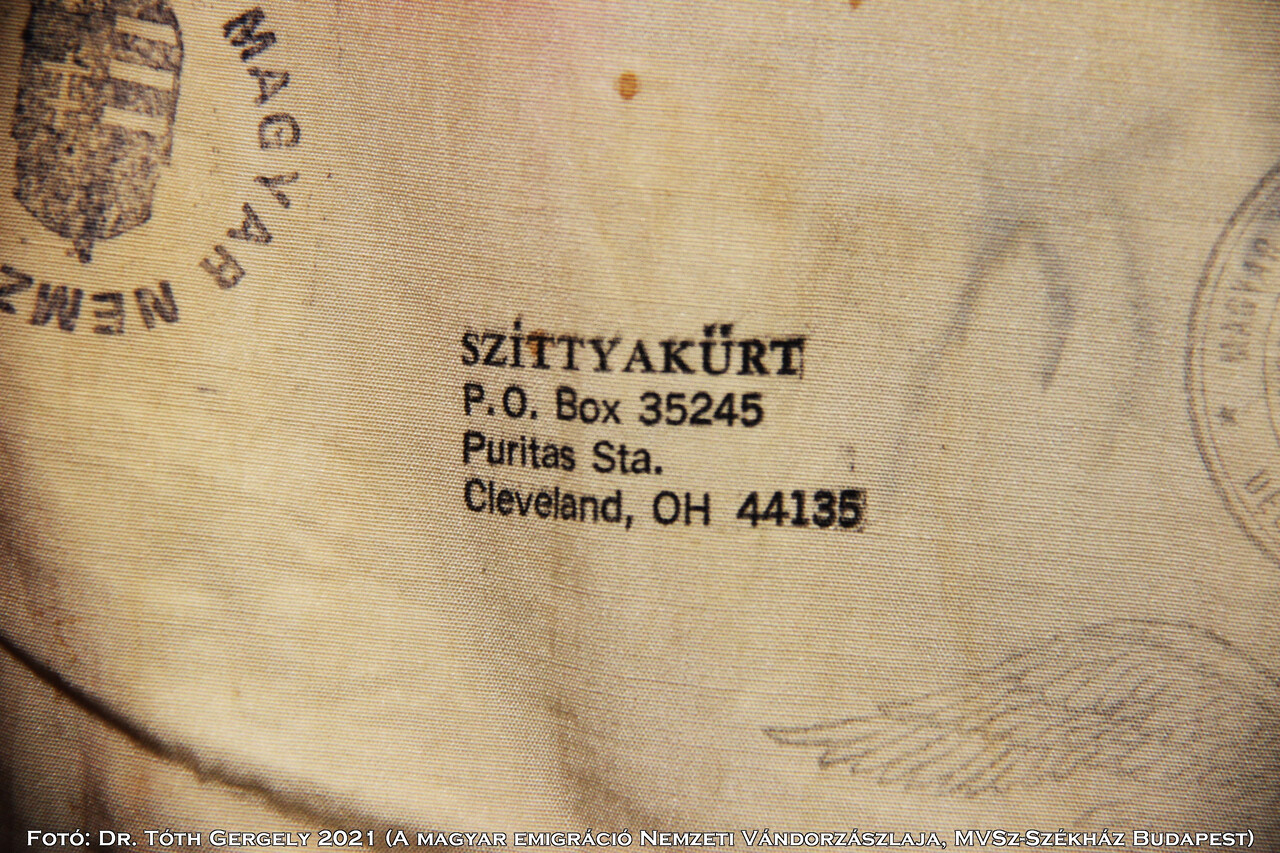 MAGYAR NEMZ
SZÍTTYAKÜRT
P.O. Box 35245
Puritas Sta.
Cleveland, OH 44135
MAGYAR
Fotó: Dr. Tóth Gergely 2021 (A magyar emigráció Nemzeti Vándorzászlaja, MVSz-Székház Budapest)